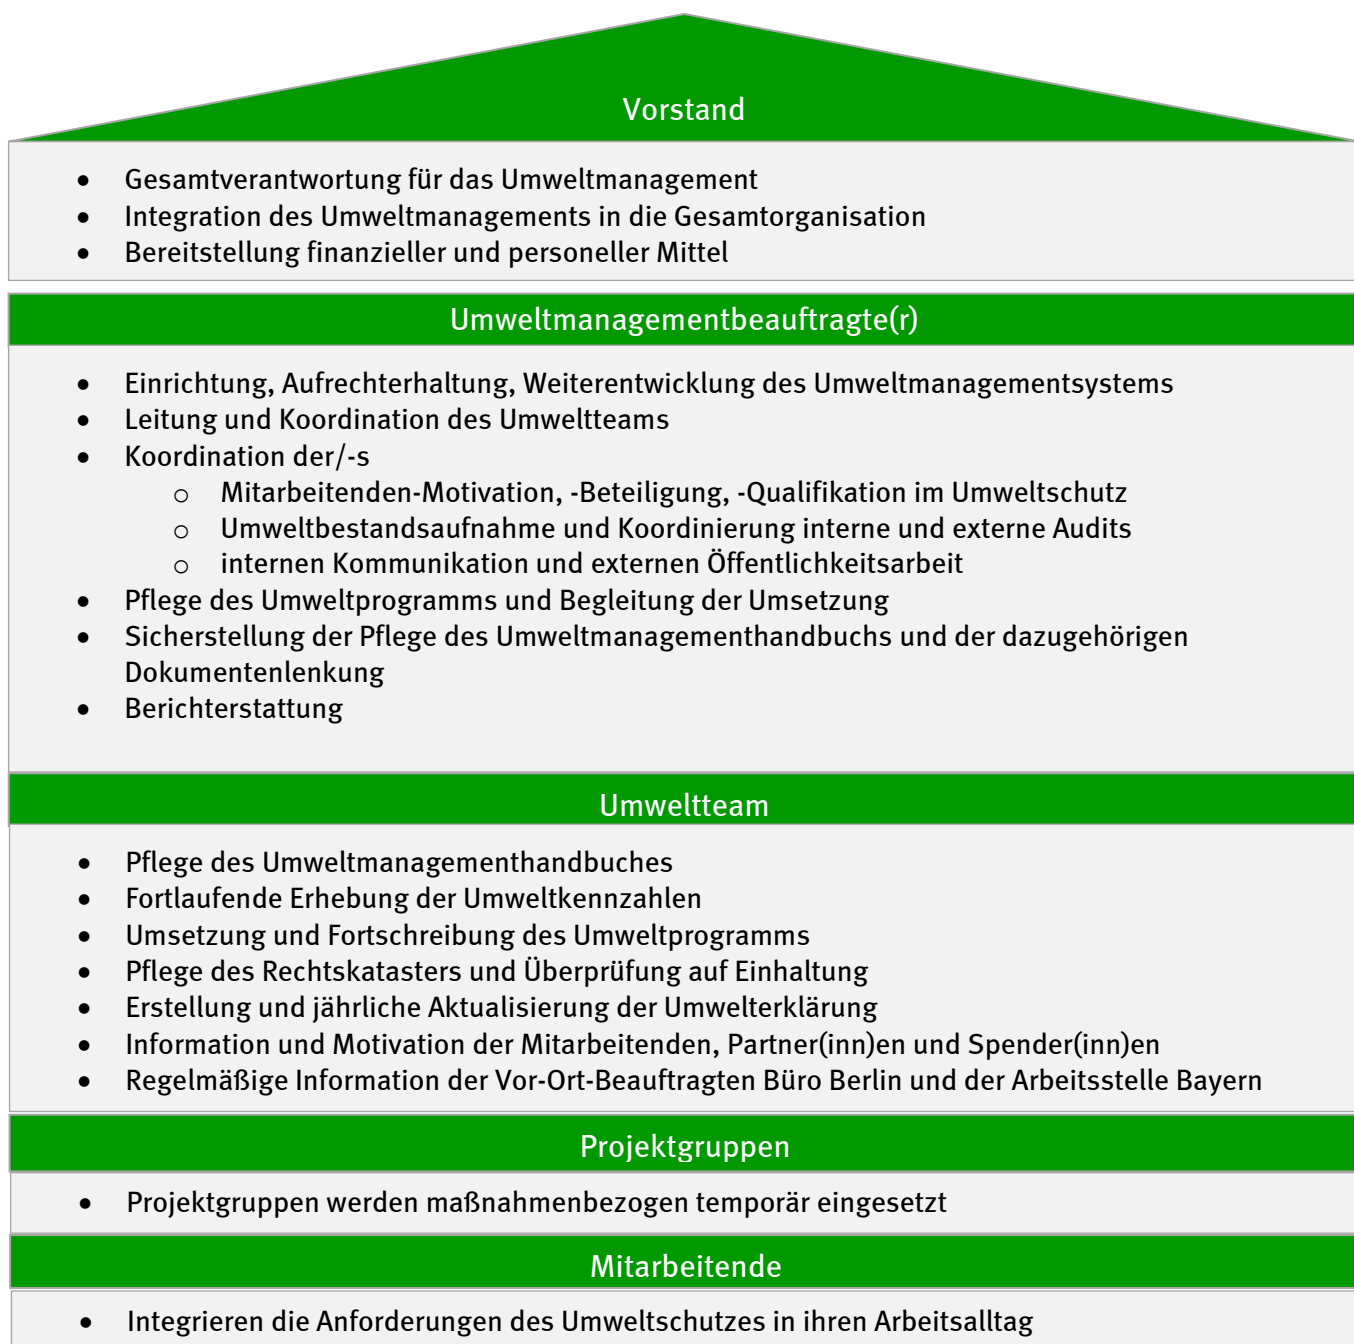 Vorstand
• Gesamtverantwortung für das Umweltmanagement
• Integration des Umweltmanagements in die Gesamtorganisation
• Bereitstellung finanzieller und personeller Mittel
Umweltmanagementbeauftragte(r)
• Einrichtung, Aufrechterhaltung, Weiterentwicklung des Umweltmanagementsystems
• Leitung und Koordination des Umweltteams
• Koordination der/-s
o Mitarbeitenden-Motivation, -Beteiligung, -Qualifikation im Umweltschutz
o Umweltbestandsaufnahme und Koordinierung interne und externe Audits
o internen Kommunikation und externen Öffentlichkeitsarbeit
• Pflege des Umweltprogramms und Begleitung der Umsetzung
• Sicherstellung der Pflege des Umweltmanagementhandbuchs und der dazugehörigen
Dokumentenlenkung
• Berichterstattung
Umweltteam
• Pflege des Umweltmanagementhandbuches
• Fortlaufende Erhebung der Umweltkennzahlen
• Umsetzung und Fortschreibung des Umweltprogramms
• Pflege des Rechtskatasters und Überprüfung auf Einhaltung
• Erstellung und jährliche Aktualisierung der Umwelterklärung
• Information und Motivation der Mitarbeitenden, Partner(inn)en und Spender(inn)en
• Regelmäßige Information der Vor-Ort-Beauftragten Büro Berlin und der Arbeitsstelle Bayern
Projektgruppen
• Projektgruppen werden maßnahmenbezogen temporär eingesetzt
Mitarbeitende
• Integrieren die Anforderungen des Umweltschutzes in ihren Arbeitsalltag